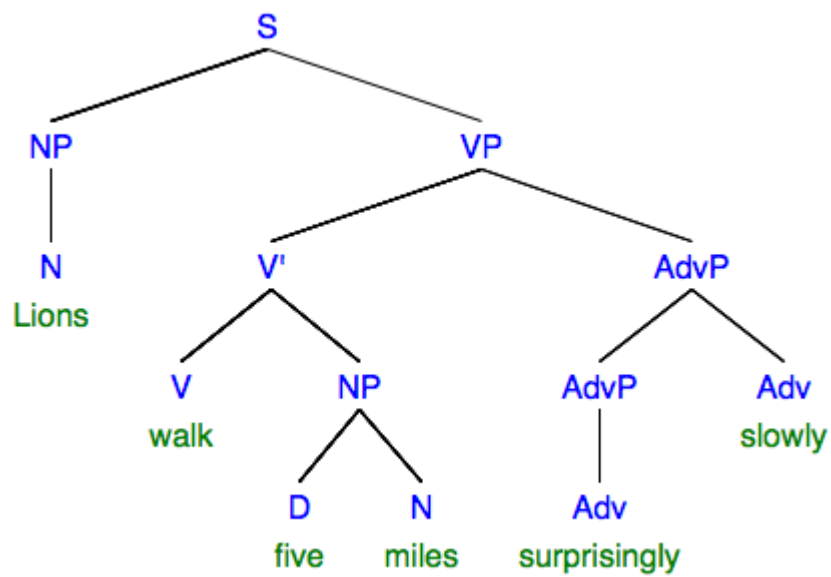 S
NP VP
N V' AdvP
Lions
V NP AdvP Adv
walk slowly
D N Adv
five miles surprisingly